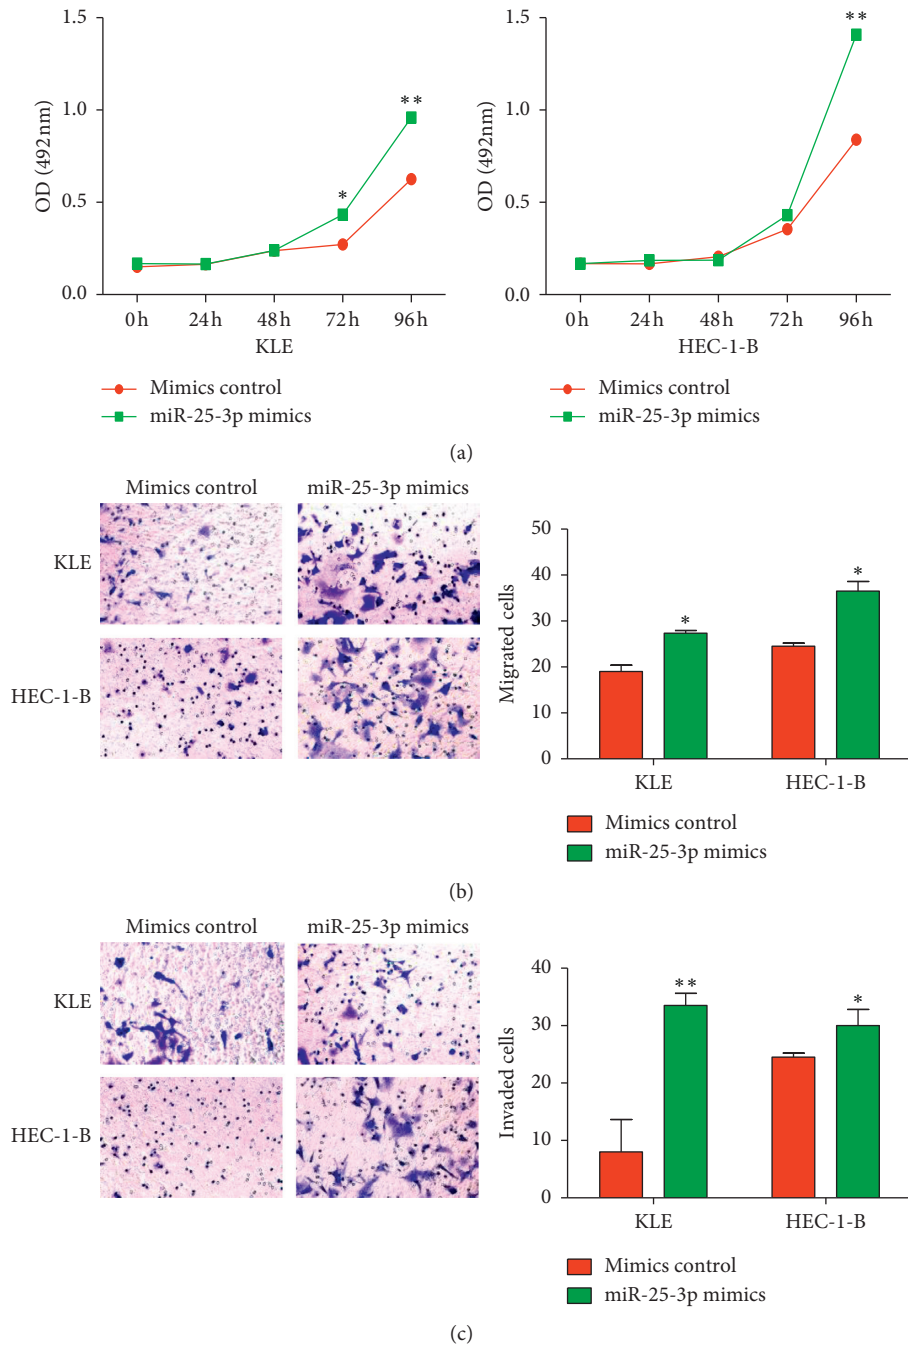 1.5
1.0
0.5
0.0
OD (492nm)
*
**
0h 24h 48h 72h 96h
KLE
Mimics control
miR-25-3p mimics
1.5
1.0
0.5
0.0
OD (492nm)
**
0h 24h 48h 72h 96h
HEC-1-B
Mimics control
miR-25-3p mimics
(a)
Mimics control miR-25-3p mimics
KLE
HEC-1-B
50
40
30
20
10
0
Migrated cells
*
*
KLE HEC-1-B
Mimics control
miR-25-3p mimics
(b)
Mimics control miR-25-3p mimics
KLE
HEC-1-B
40
30
20
10
0
Invaded cells
**
*
KLE HEC-1-B
Mimics control
miR-25-3p mimics
(c)